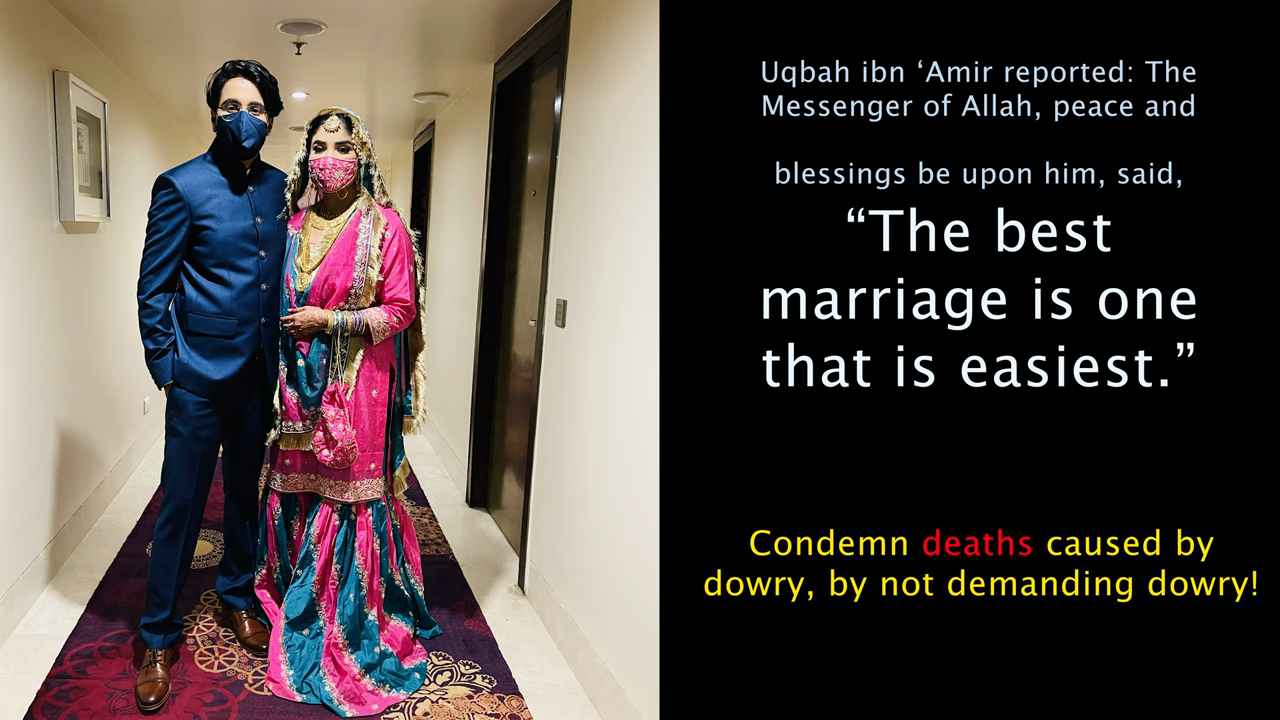 Uqbah ibn ‘Amir reported: The
Messenger of Allah, peace and
blessings be upon him, said,
“The best
marriage is one
that is easiest.”
Condemn deaths caused by
dowry, by not demanding dowry!